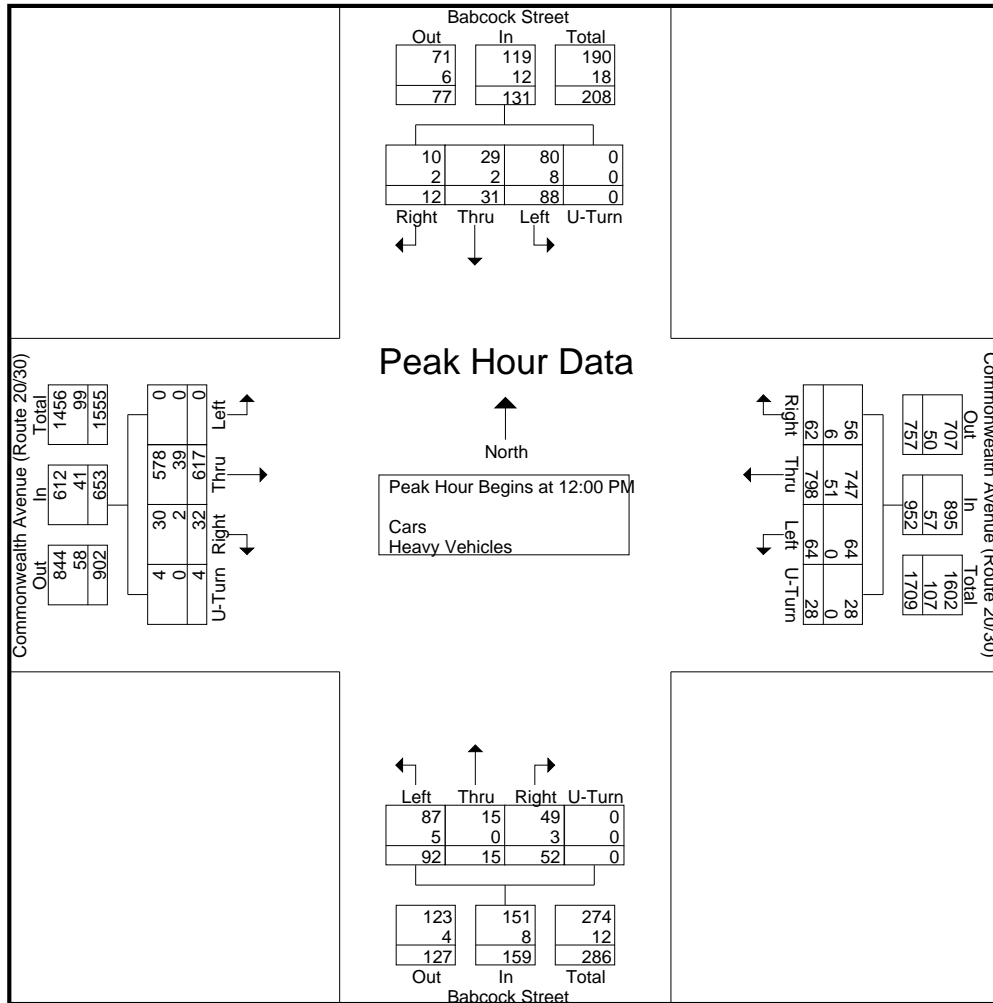 Babcock Street
Out In Total
71 119 190
6 12 18
77 131 208
10 29 80 0
2 2 8 0
12 31 88 0
Right Thru Left U-Turn
Peak Hour Data
North
Peak Hour Begins at 12:00 PM
Cars
Heavy Vehicles
Commonwealth Avenue (Route 20/30)
Total In Out
1456 612 844
99 41 58
1555 653 902
0 578 30 4
0 39 2 0
0 617 32 4
Left Thru Right U-Turn
Commonwealth Avenue (Route 20/30)
Out In Total
707 895 1602
50 57 107
757 952 1709
56 747 64 28
6 51 0 0
62 798 64 28
Right Thru Left U-Turn
Left Thru Right U-Turn
87 15 49 0
5 0 3 0
92 15 52 0
123 151 274
4 8 12
127 159 286
Out In Total
Babcock Street